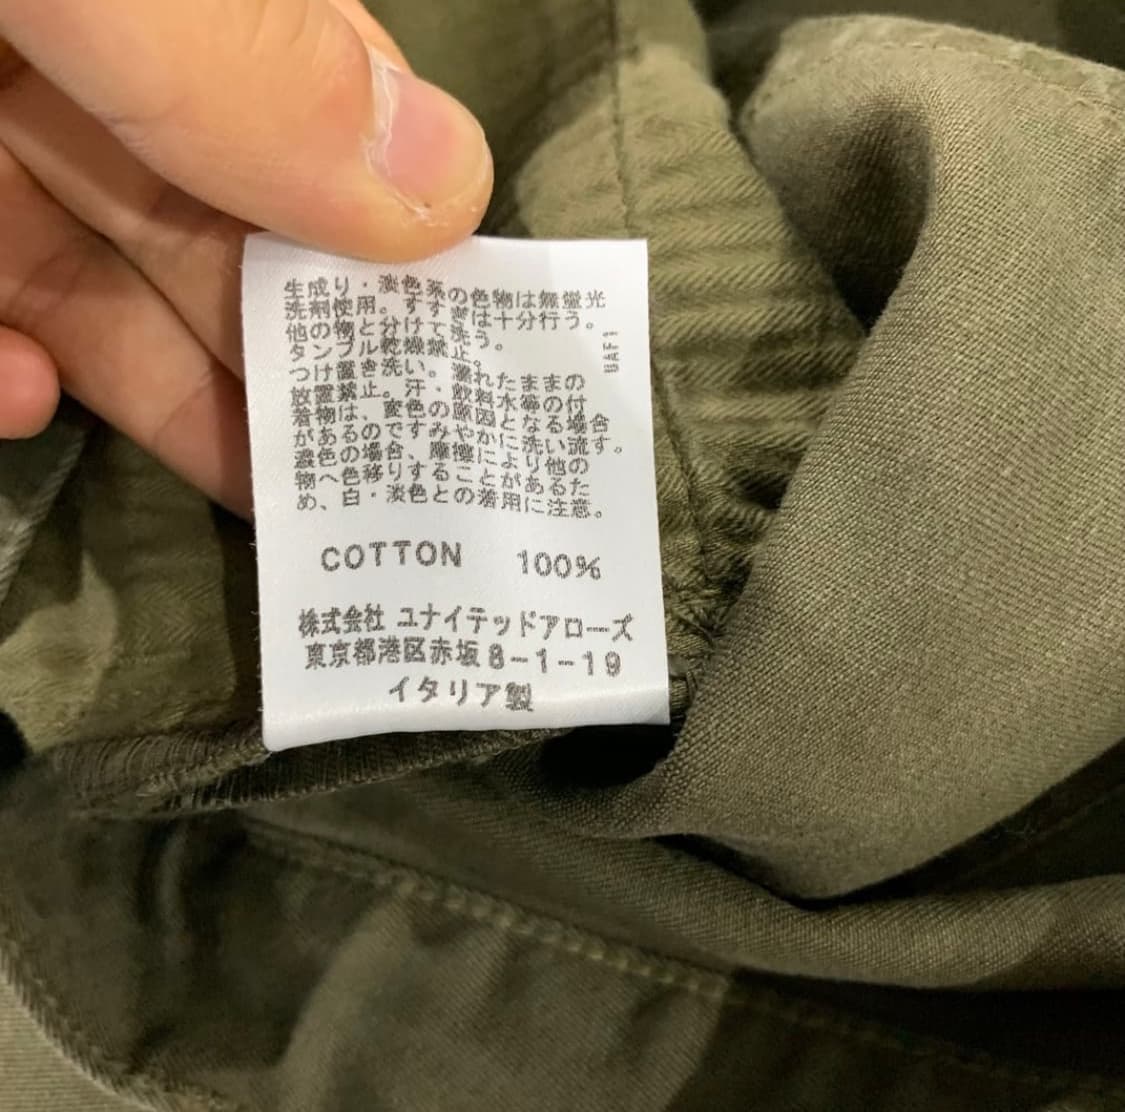 生成り・淡色系の色物は無蛍光
洗剤使用。すすぎは十分行う。
他の物と分けて洗う。
タンブル乾燥禁止。
つけ置き洗い。濡れたままの
放置禁止。汗・飲料水等の付
着物は、変色の原因となる場合
があるのですみやかに洗い流す。
濃色の場合、摩擦により他の
物へ色移りすることがあるた
め、白・淡色との着用に注意。
UAF1
COTTON 100%
株式会社 ユナイテッドアローズ
東京都港区赤坂8-1-19
イタリア製